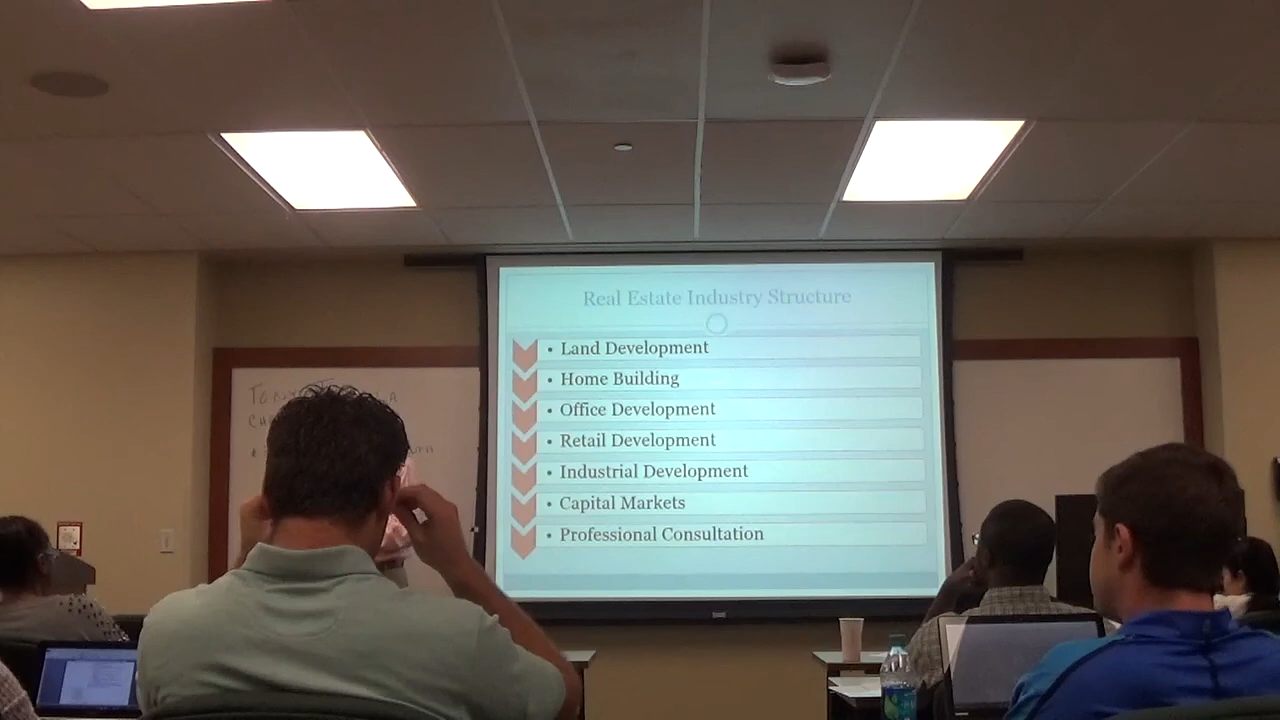 Real Estate Industry Structure
• Land Development
• Home Building
• Office Development
• Retail Development
• Industrial Development
• Capital Markets
• Professional Consultation